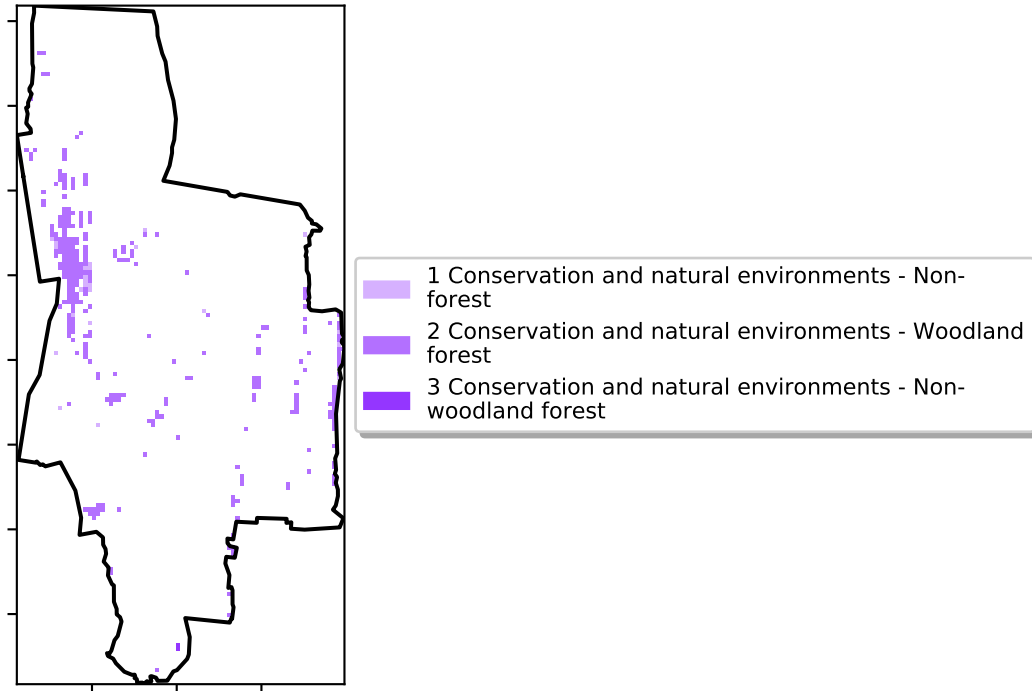 1 Conservation and natural environments - Non-
forest
2 Conservation and natural environments - Woodland
forest
3 Conservation and natural environments - Non-
woodland forest